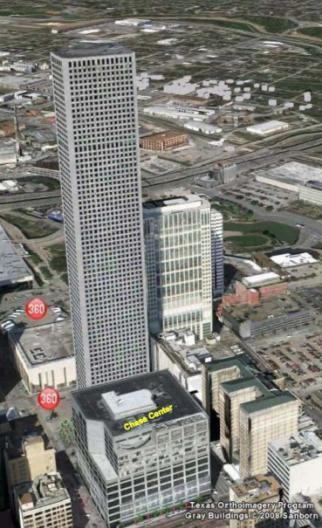 360
360
Chase Center
Texas OrthoImagery Program
Gray Buildings © 2008 Sanborn